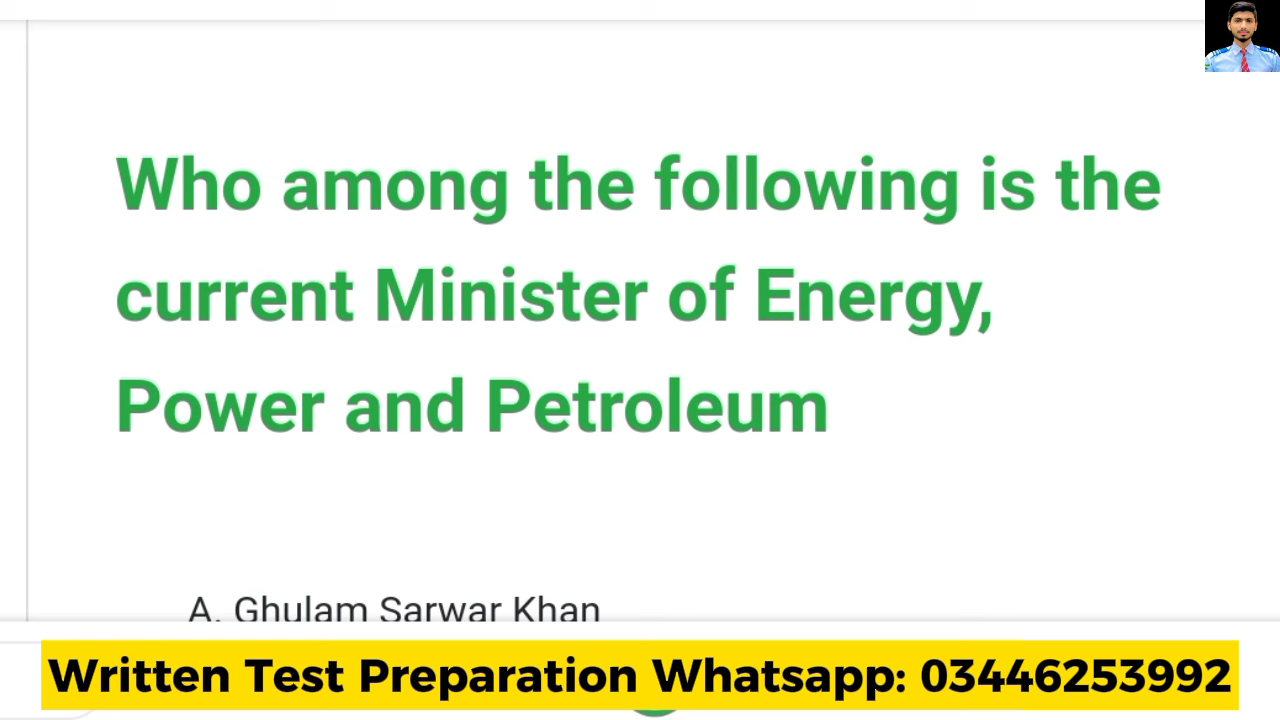 Who among the following is the
current Minister of Energy,
Power and Petroleum
A. Ghulam Sarwar Khan
Written Test Preparation Whatsapp: 03446253992